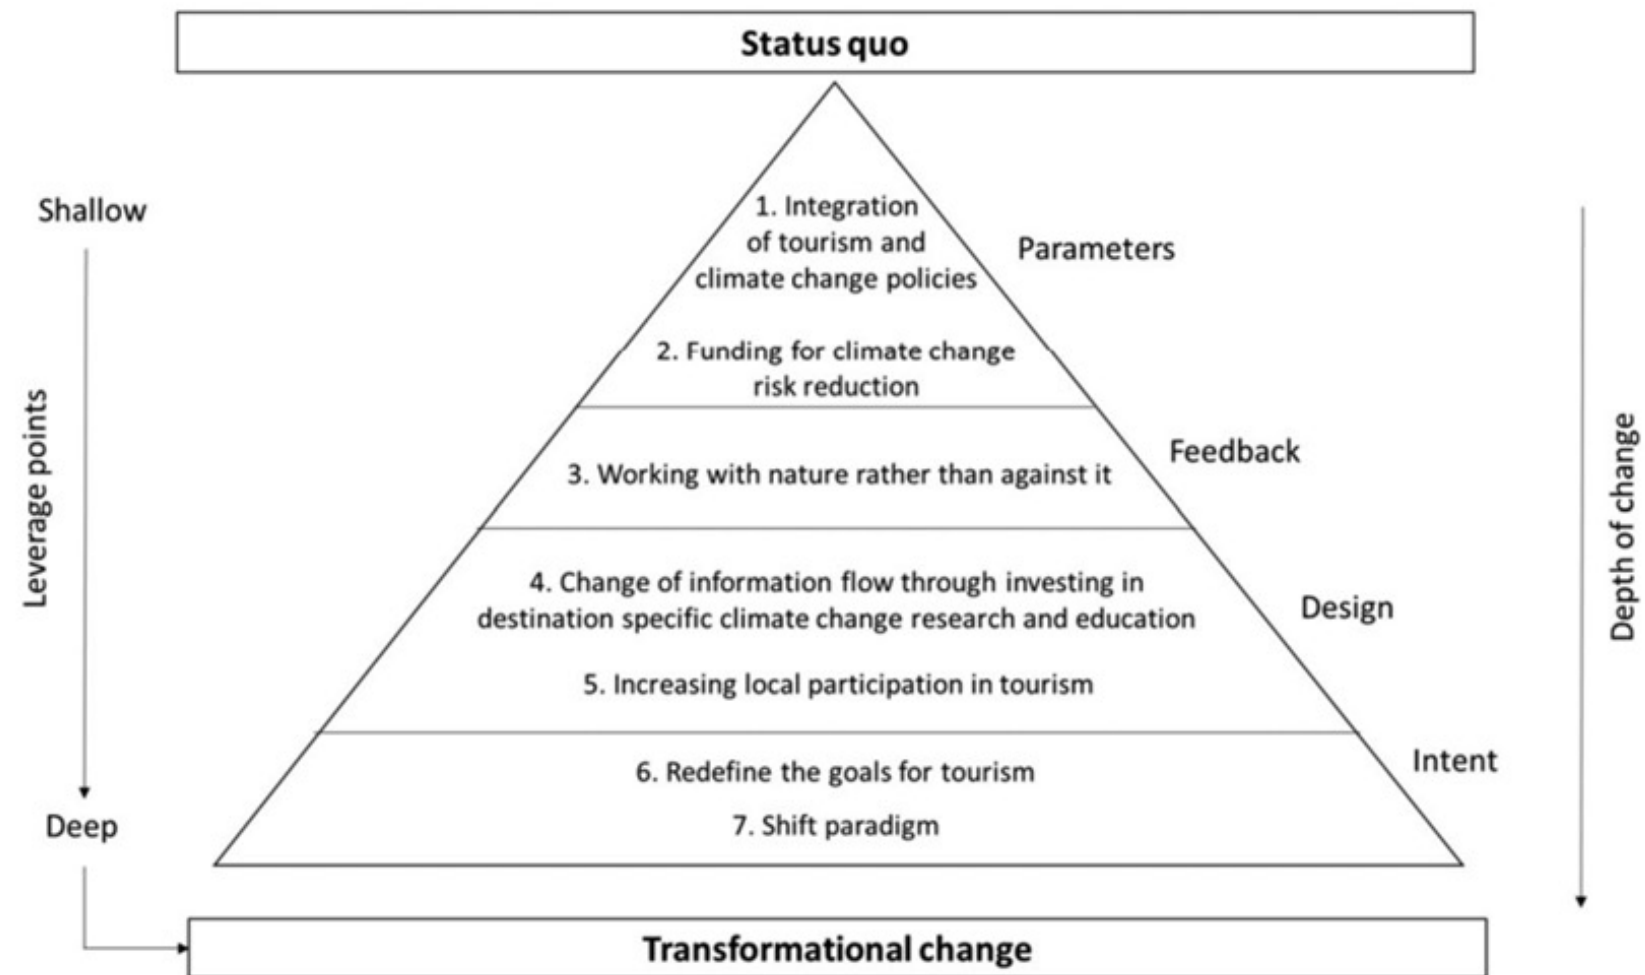 Status quo
Shallow
1. Integration
of tourism and
climate change policies
Parameters
2. Funding for climate change
risk reduction
Leverage points
Feedback
3. Working with nature rather than against it
Depth of change
4. Change of information flow through investing in
destination specific climate change research and education
Design
5. Increasing local participation in tourism
Intent
6. Redefine the goals for tourism
Deep
7. Shift paradigm
Transformational change